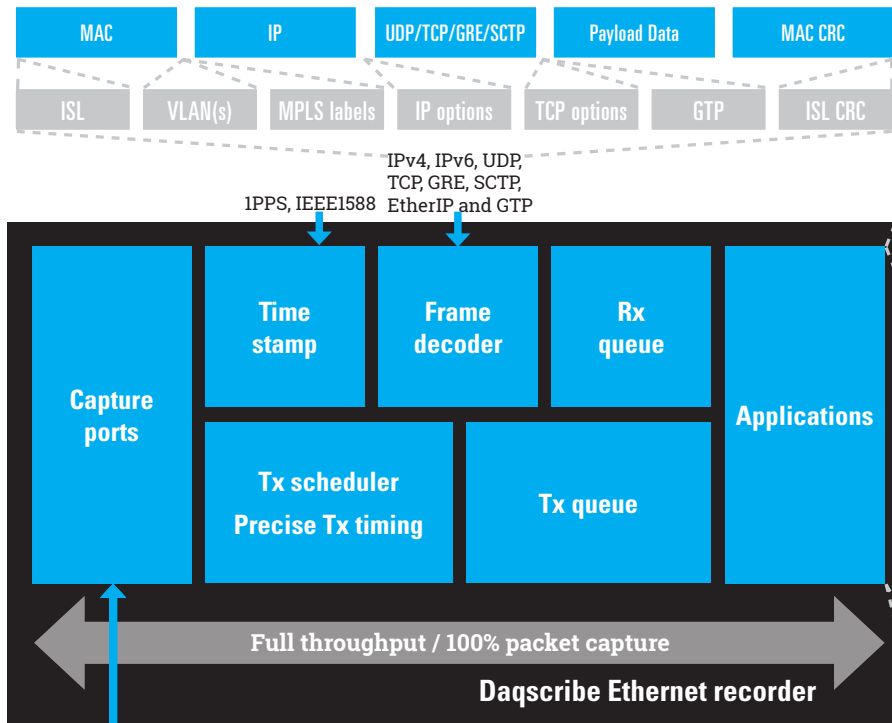 MAC
IP
UDP/TCP/GRE/SCTP
Payload Data
MAC CRC
ISL
VLAN(s)
MPLS labels
IP options
TCP options
GTP
ISL CRC
1PPS, IEEE1588
IPv4, IPv6, UDP,
TCP, GRE, SCTP,
EtherIP and GTP
Capture
ports
Time
stamp
Frame
decoder
Rx
queue
Applications
Tx scheduler
Precise Tx timing
Tx queue
Full throughput / 100% packet capture
Daqscribe Ethernet recorder